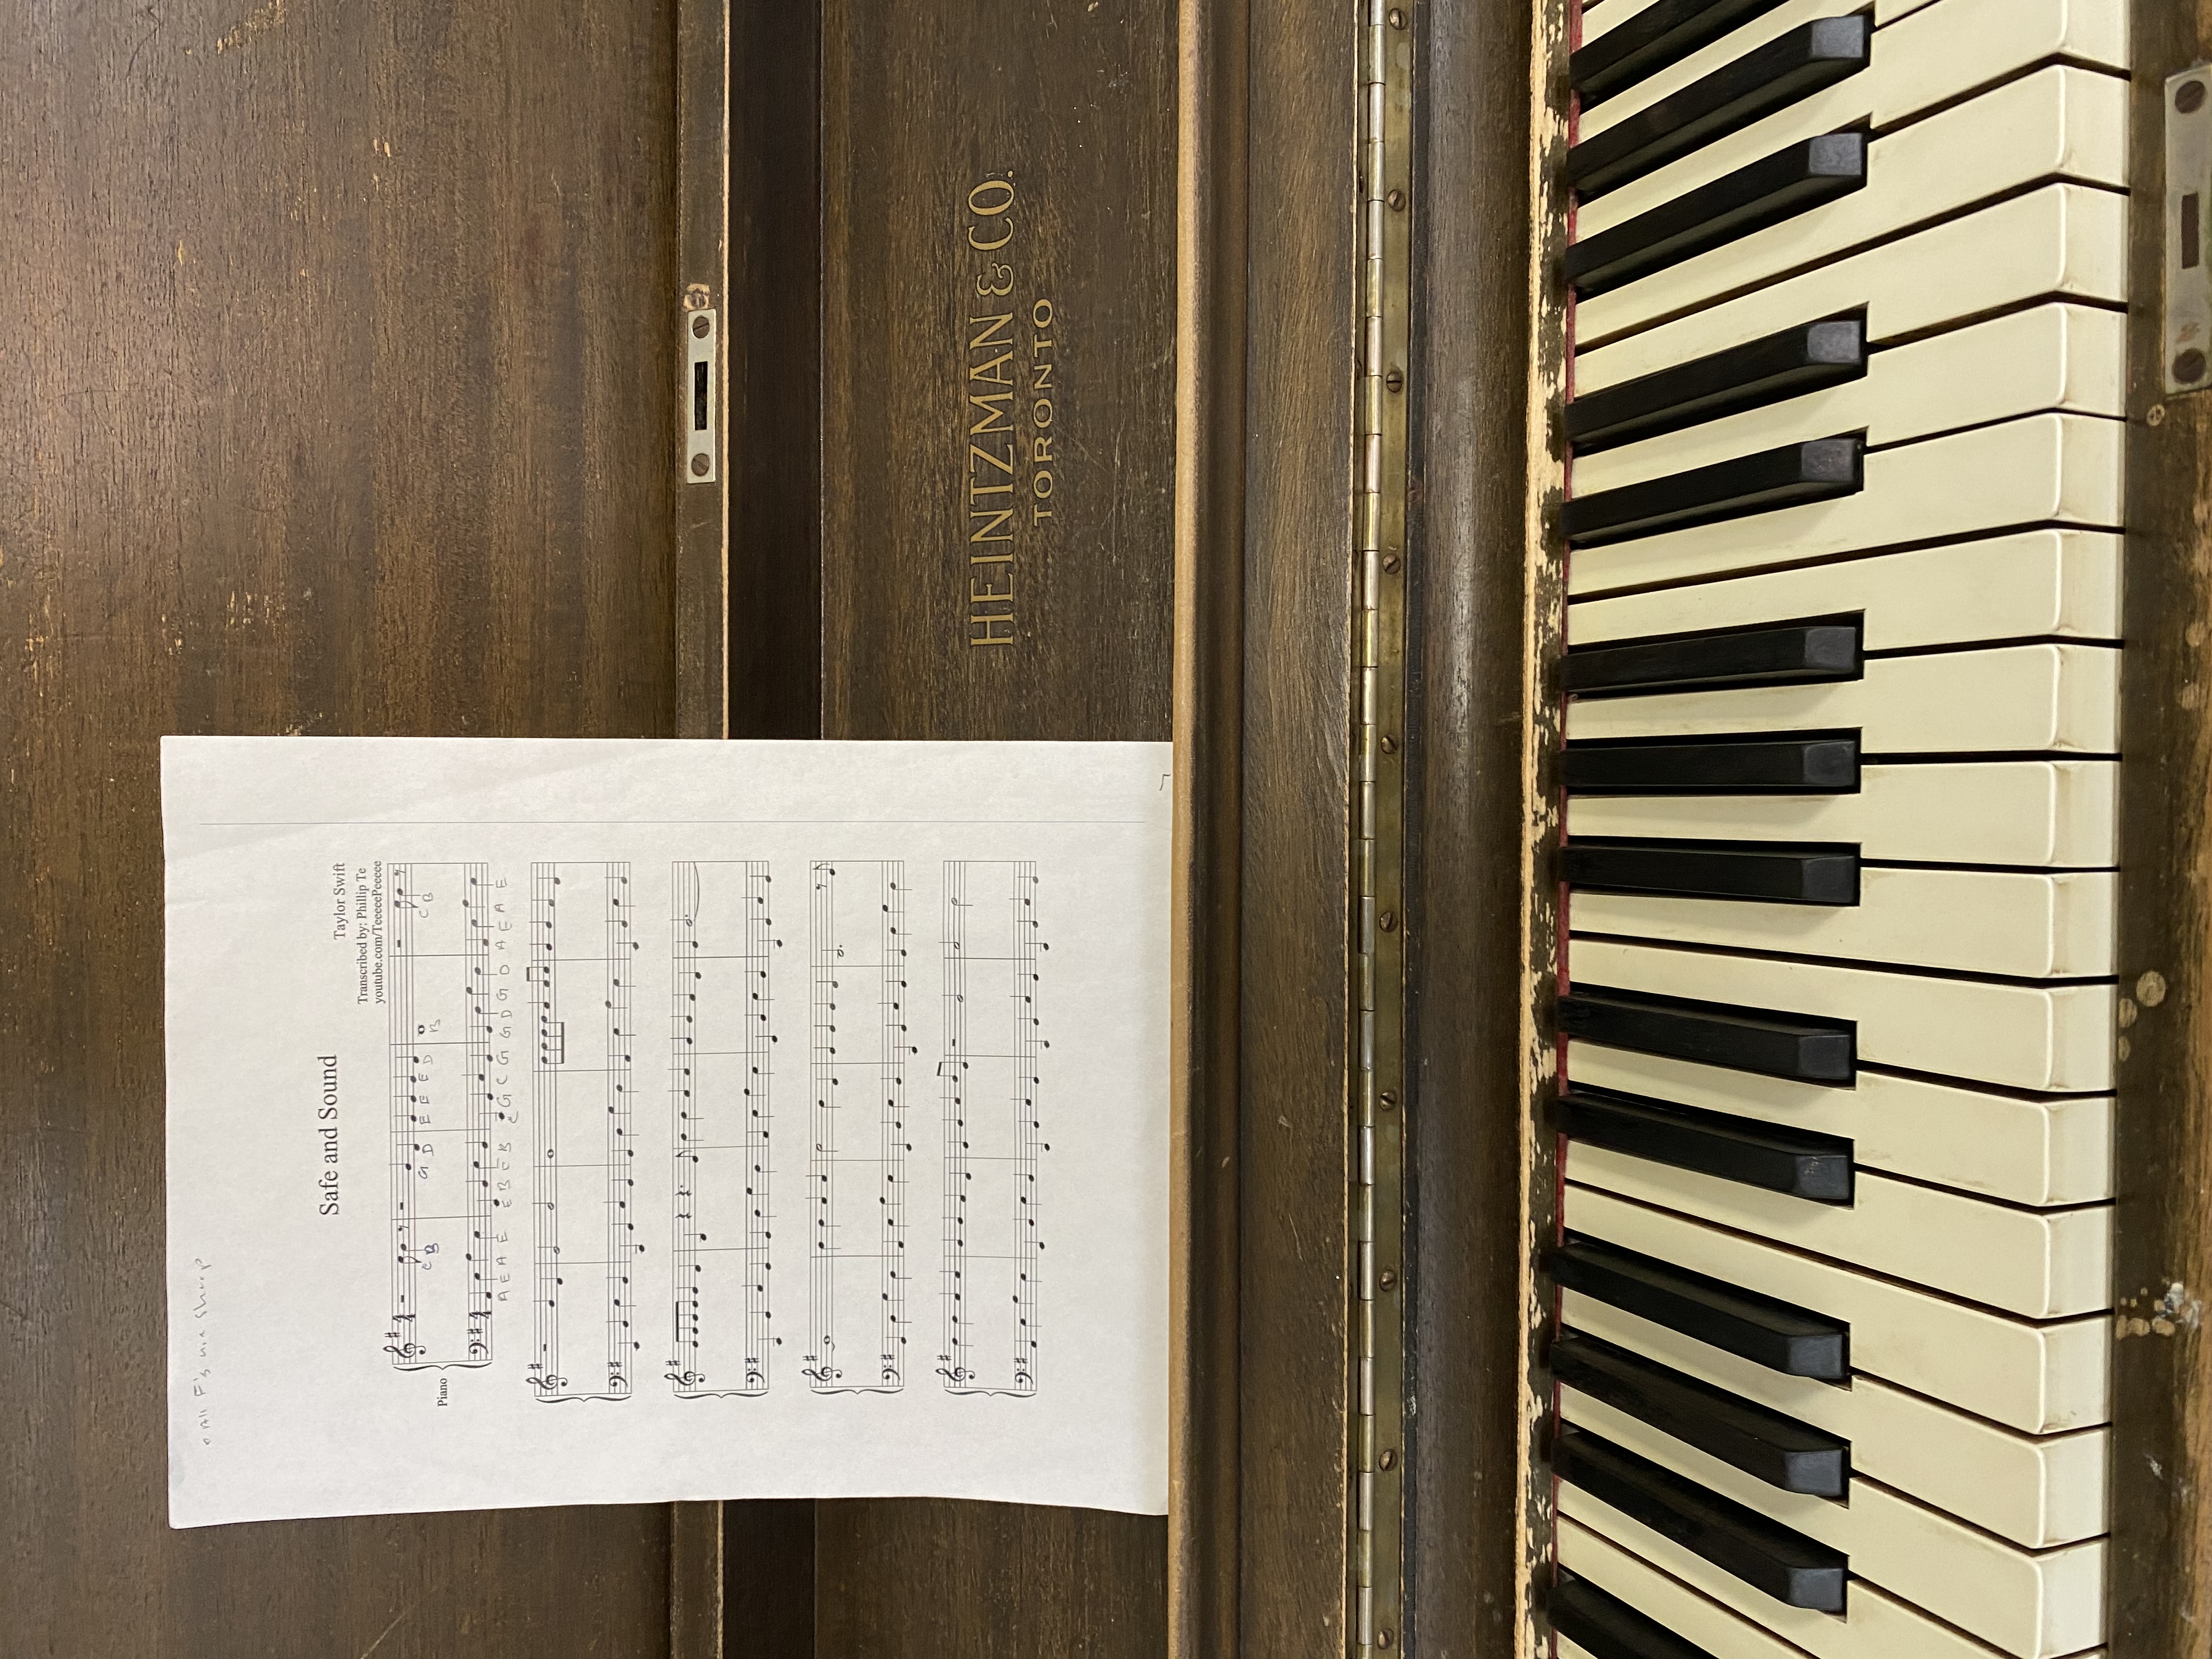 All F's are sharp
Safe and Sound
Taylor Swift
Transcribed by: Phillip Te
youtube.com/TeeeeePeeeee
C B G D E E E D B C B
Piano
A E A E E B E B C G C G G D G D A E A E
HEINTZMAN & CO.
TORONTO